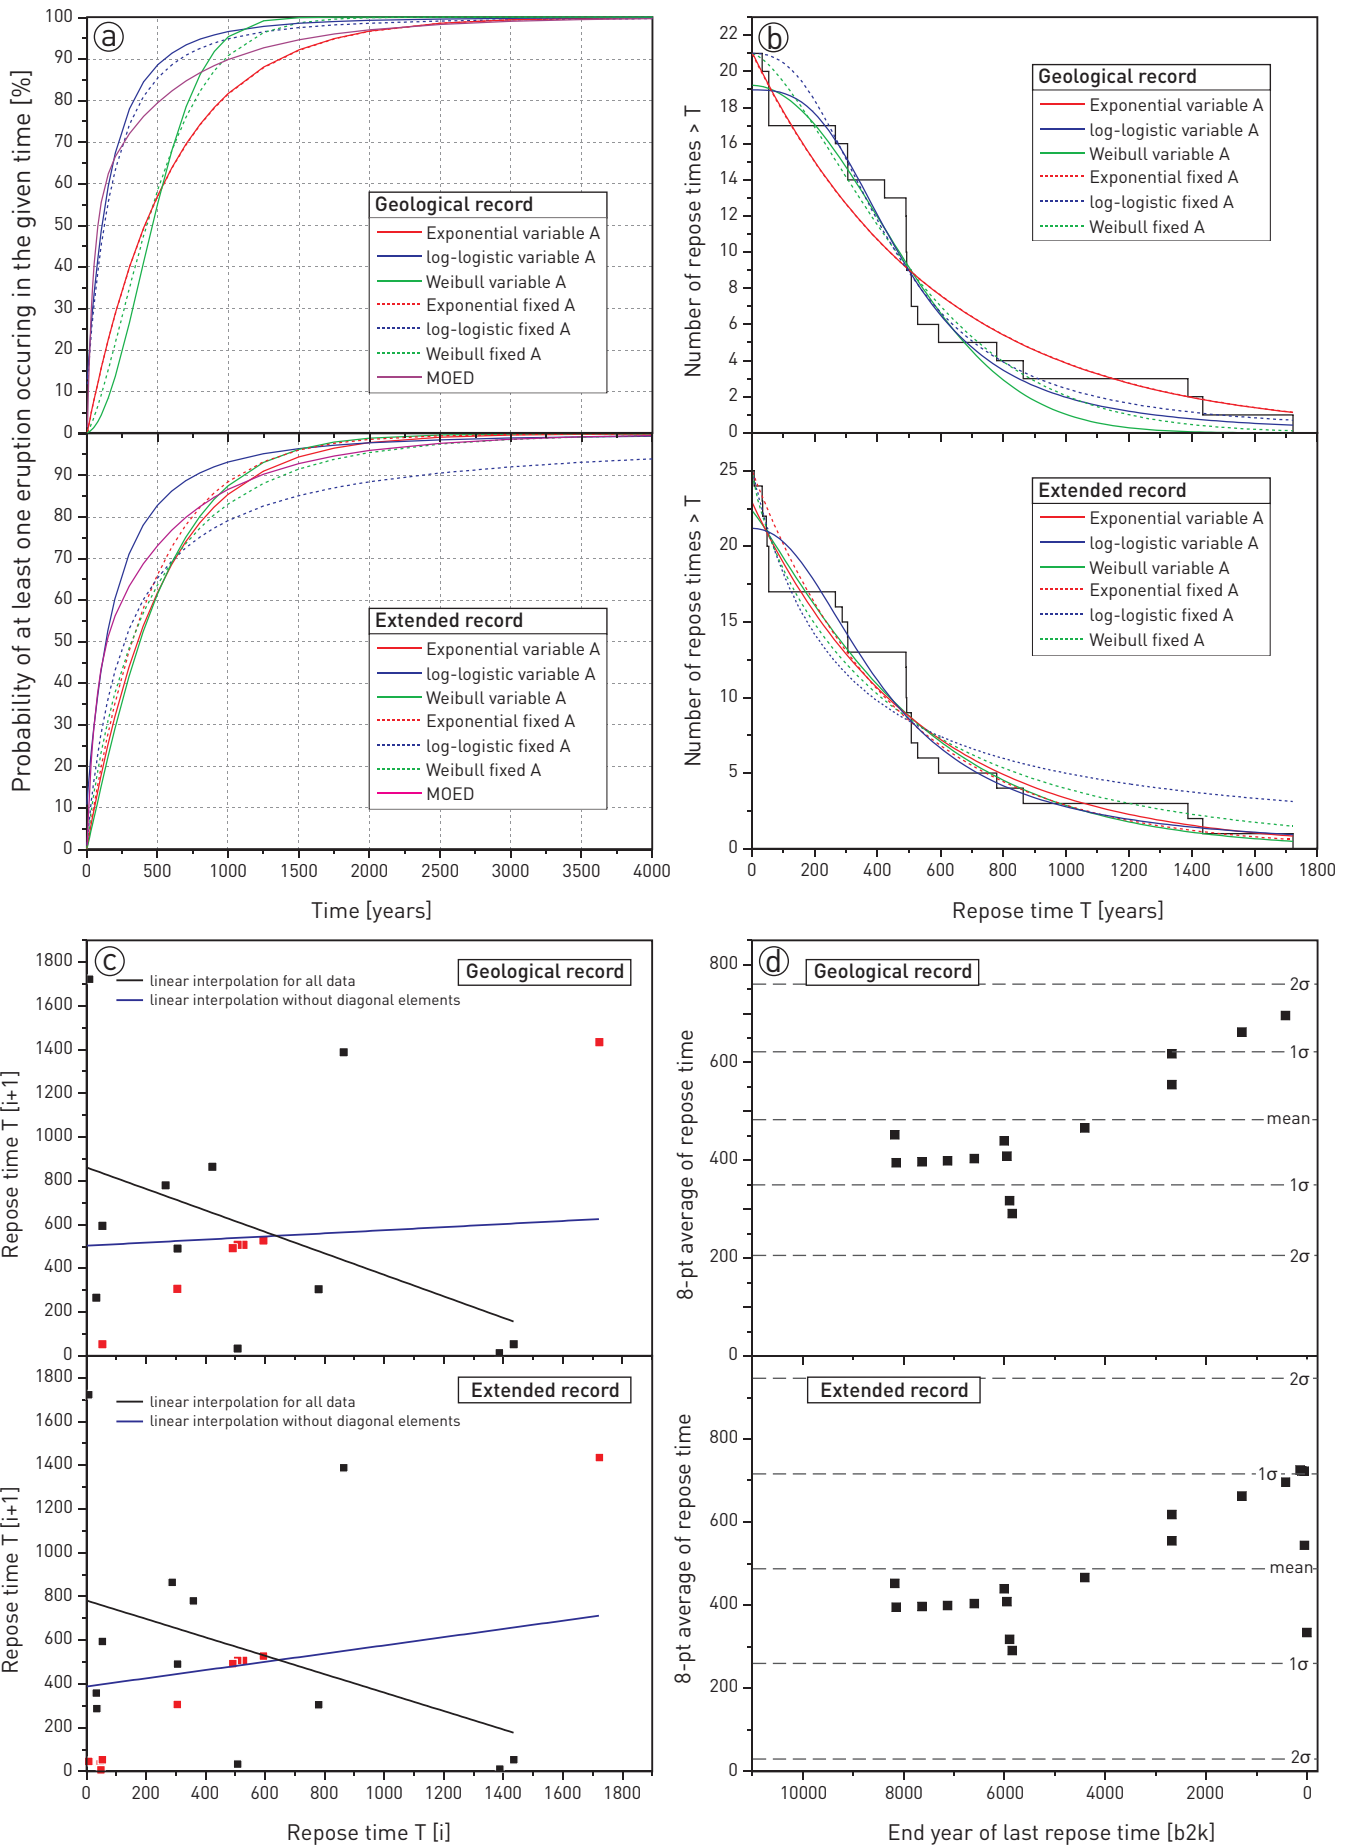 a
Probability of at least one eruption occuring in the given time [%]
100
90
80
70
60
50
40
30
20
10
0
Geological record
Exponential variable A
log-logistic variable A
Weibull variable A
Exponential fixed A
log-logistic fixed A
Weibull fixed A
MOED
90
80
70
60
50
40
30
20
10
0
Extended record
Exponential variable A
log-logistic variable A
Weibull variable A
Exponential fixed A
log-logistic fixed A
Weibull fixed A
MOED
0 500 1000 1500 2000 2500 3000 3500 4000
Time [years]
b
Number of repose times > T
22
20
18
16
14
12
10
8
6
4
2
0
Geological record
Exponential variable A
log-logistic variable A
Weibull variable A
Exponential fixed A
log-logistic fixed A
Weibull fixed A
Number of repose times > T
25
20
15
10
5
0
Extended record
Exponential variable A
log-logistic variable A
Weibull variable A
Exponential fixed A
log-logistic fixed A
Weibull fixed A
0 200 400 600 800 1000 1200 1400 1600 1800
Repose time T [years]
c
Repose time T [i+1]
1800
1600
1400
1200
1000
800
600
400
200
0
linear interpolation for all data
linear interpolation without diagonal elements
Geological record
Repose time T [i+1]
1800
1600
1400
1200
1000
800
600
400
200
0
linear interpolation for all data
linear interpolation without diagonal elements
Extended record
0 200 400 600 800 1000 1200 1400 1600 1800
Repose time T [i]
d
8-pt average of repose time
800
600
400
200
0
Geological record
2σ
1σ
mean
1σ
2σ
8-pt average of repose time
800
600
400
200
0
Extended record
2σ
1σ
mean
1σ
2σ
10000 8000 6000 4000 2000 0
End year of last repose time [b2k]